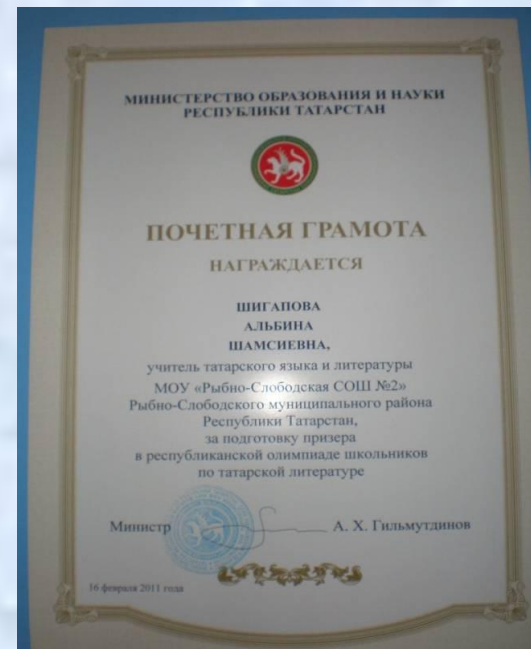 МИНИСТЕРСТВО ОБРАЗОВАНИЯ И НАУКИ
РЕСПУБЛИКИ ТАТАРСТАН
ПОЧЕТНАЯ ГРАМОТА
НАГРАЖДАЕТСЯ
ШИГАПОВА
АЛЬБИНА
ШАМСИЕВНА,
учитель татарского языка и литературы
МОУ «Рыбно-Слободская СОШ №2»
Рыбно-Слободского муниципального района
Республики Татарстан,
за подготовку призера
в республиканской олимпиаде школьников
по татарской литературе
Министр А. Х. Гильмутдинов
16 февраля 2011 года